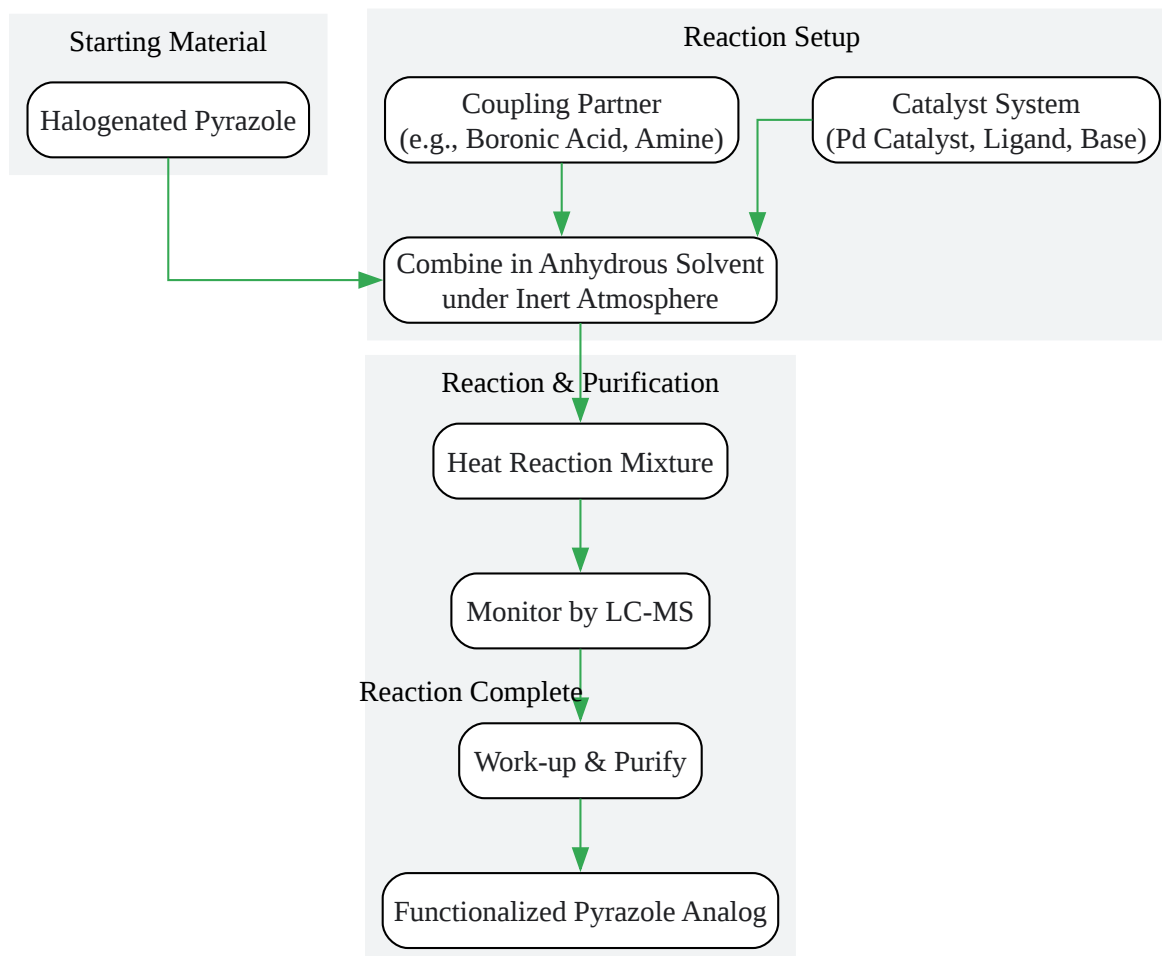 Starting Material
Halogenated Pyrazole
Reaction Setup
Coupling Partner
(e.g., Boronic Acid, Amine)
Catalyst System
(Pd Catalyst, Ligand, Base)
Combine in Anhydrous Solvent
under Inert Atmosphere
Reaction & Purification
Heat Reaction Mixture
Monitor by LC-MS
Reaction Complete
Work-up & Purify
Functionalized Pyrazole Analog